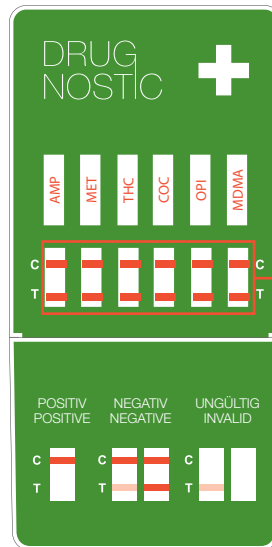 DRUG
NOSTIC
AMP MET THC COC OPI MDMA
C C
T T
POSITIV NEGATIV UNGÜLTIG
POSITIVE NEGATIVE INVALID
C C C
T T T